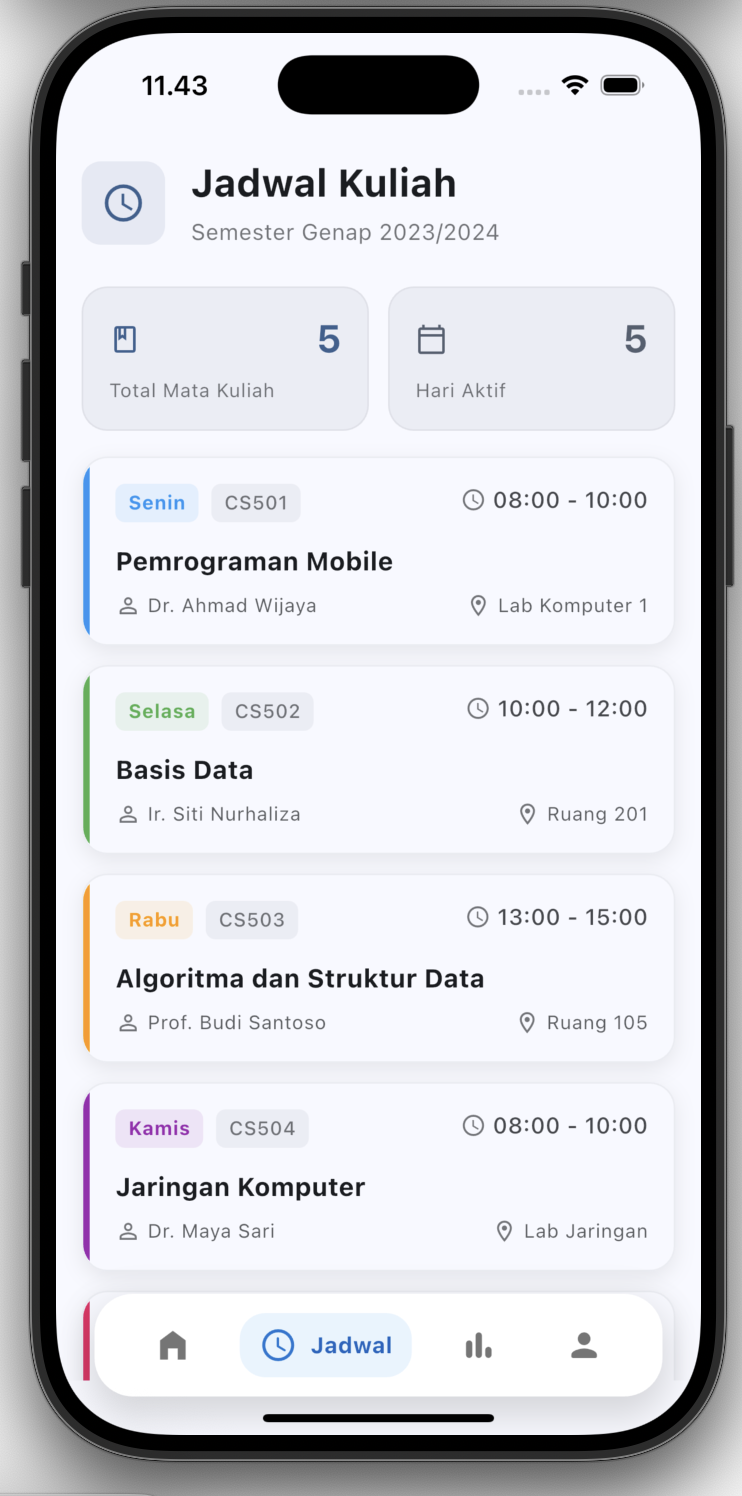 11.43
Jadwal Kuliah
Semester Genap 2023/2024
5
Total Mata Kuliah
5
Hari Aktif
Senin CS501 08:00 - 10:00
Pemrograman Mobile
Dr. Ahmad Wijaya Lab Komputer 1
Selasa CS502 10:00 - 12:00
Basis Data
Ir. Siti Nurhaliza Ruang 201
Rabu CS503 13:00 - 15:00
Algoritma dan Struktur Data
Prof. Budi Santoso Ruang 105
Kamis CS504 08:00 - 10:00
Jaringan Komputer
Dr. Maya Sari Lab Jaringan
Jadwal